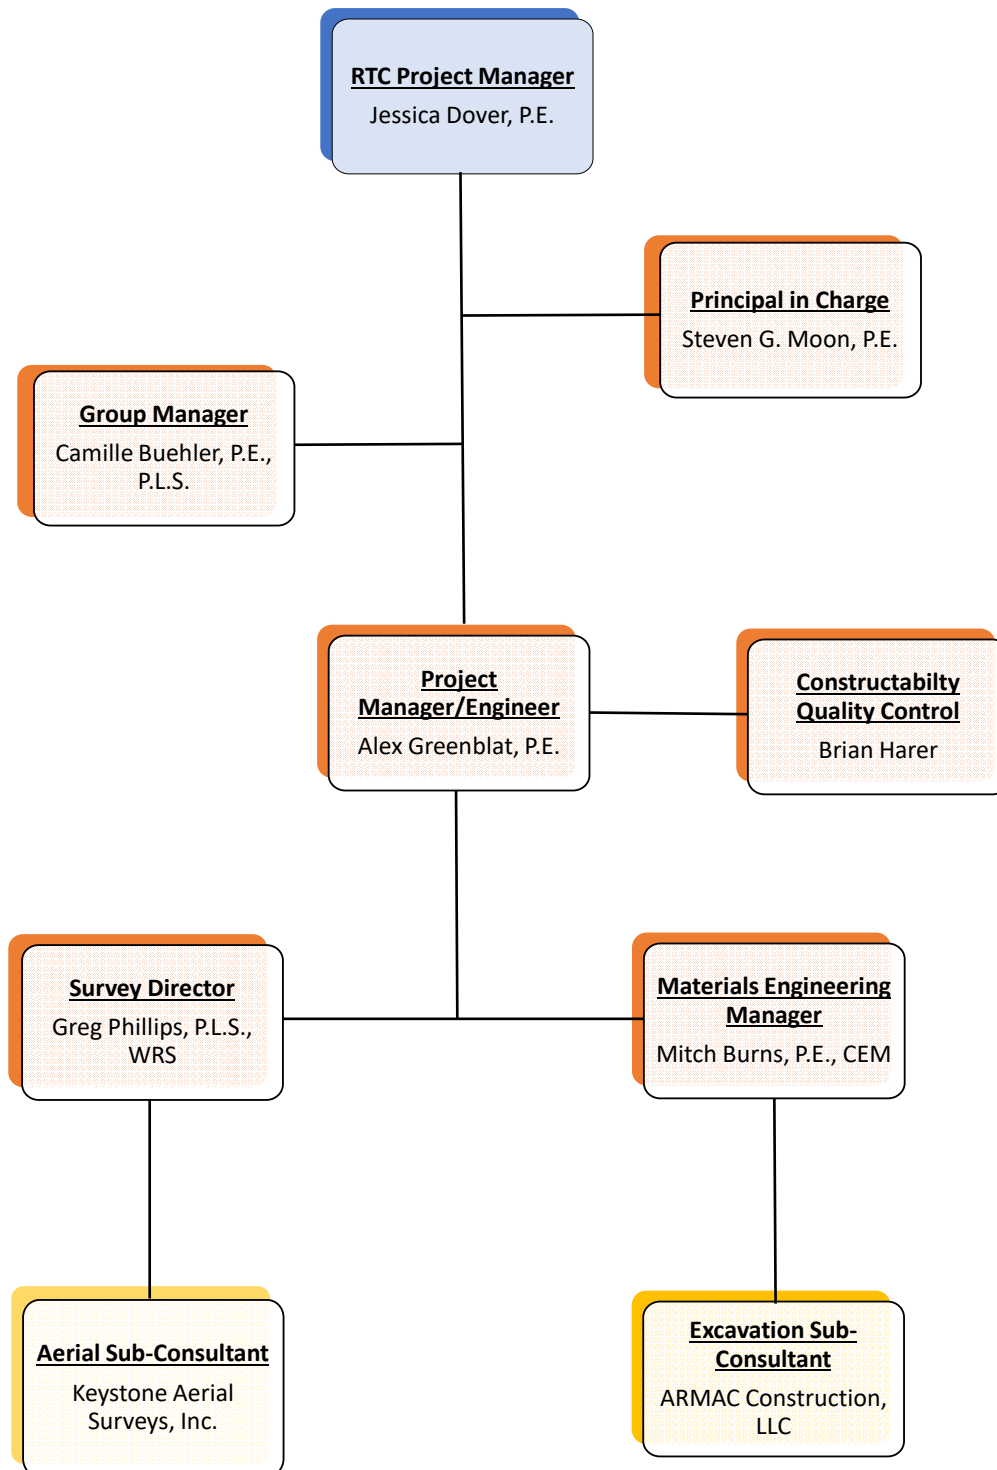 RTC Project Manager
Jessica Dover, P.E.
Principal in Charge
Steven G. Moon, P.E.
Group Manager
Camille Buehler, P.E.,
P.L.S.
Project
Manager/Engineer
Alex Greenblat, P.E.
Constructabilty
Quality Control
Brian Harer
Survey Director
Greg Phillips, P.L.S.,
WRS
Materials Engineering
Manager
Mitch Burns, P.E., CEM
Aerial Sub-Consultant
Keystone Aerial
Surveys, Inc.
Excavation Sub-
Consultant
ARMAC Construction,
LLC